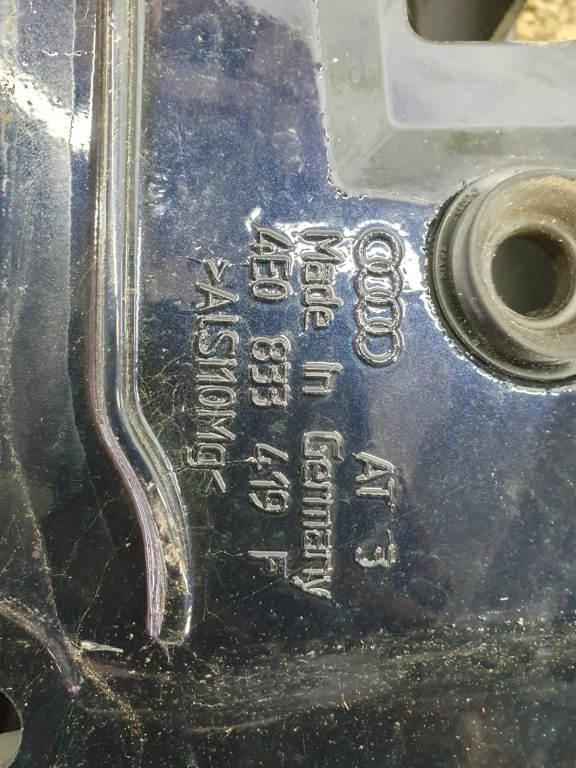 AT 3
Made In Germany
4E0 833 419 F
>AlSi10Mg<